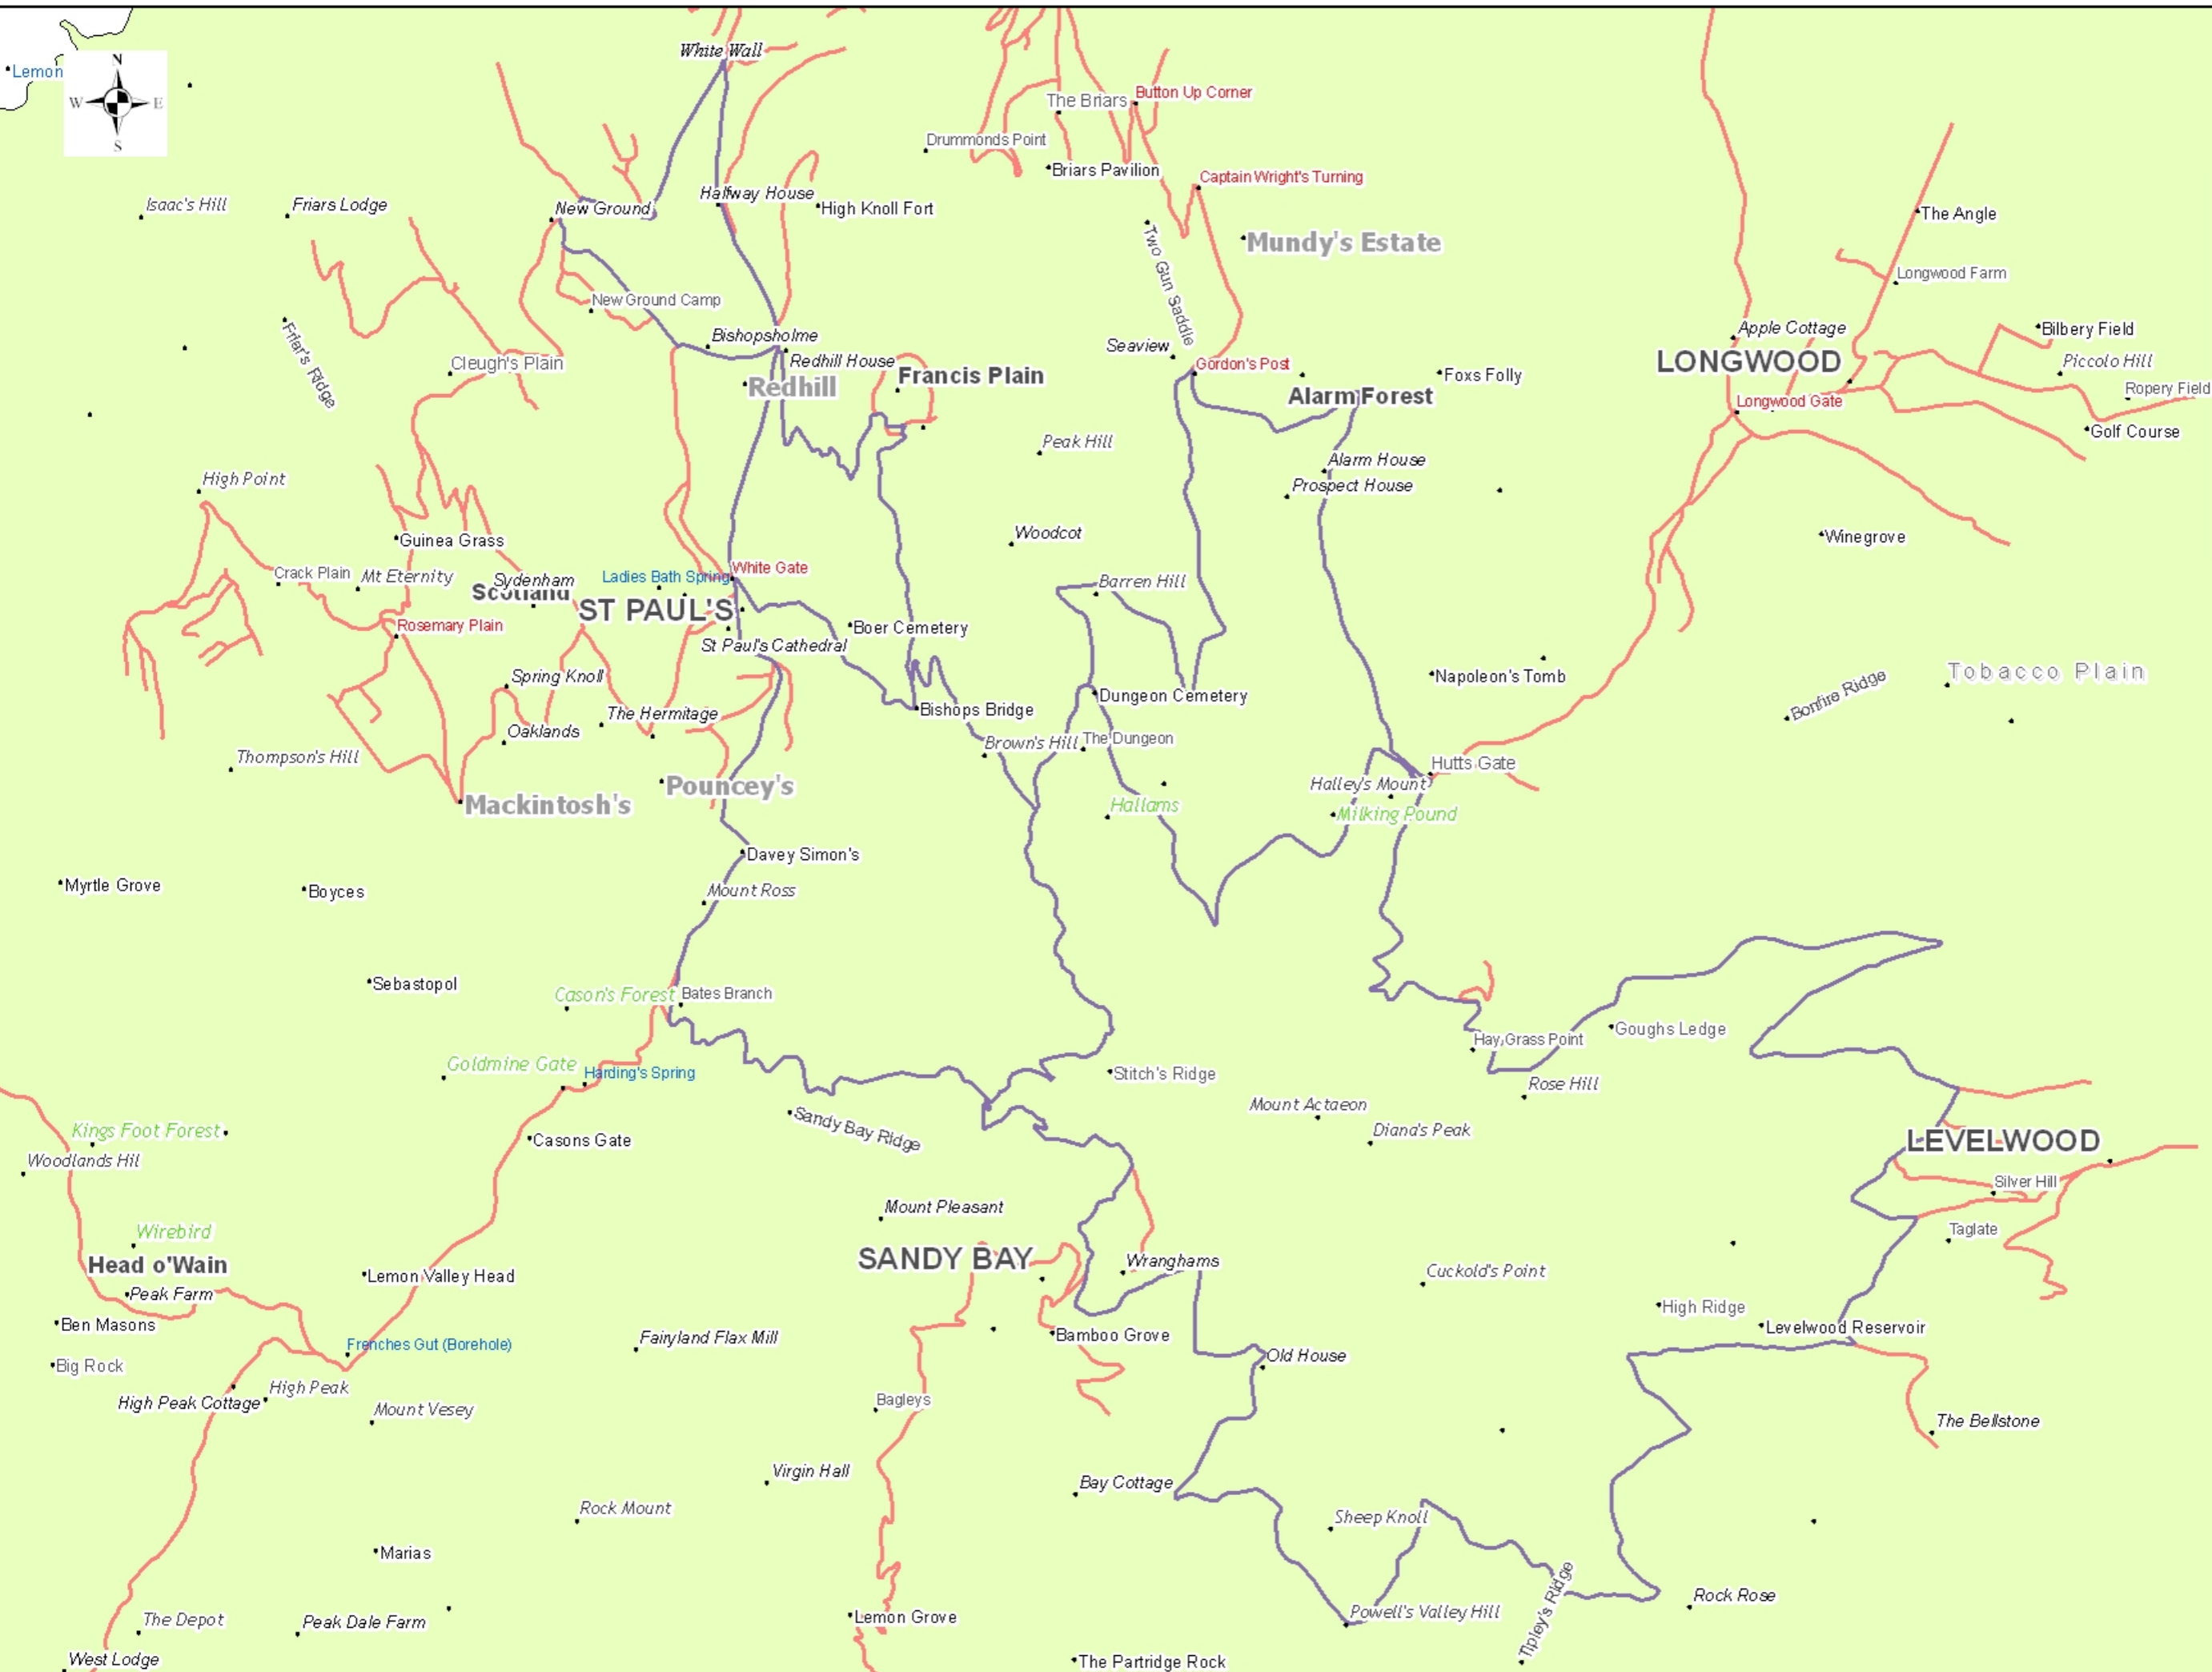 White Wall
N
Lemon
W
E
S
Button Up Corner
The Briars
Drummonds Point
Briars Pavilion
Captain Wright's Turning
Isaac's Hill
Friars Lodge
New Ground
Halfway House
High Knoll Fort
The Angle
Two Gun Saddle
Mundy's Estate
Longwood Farm
New Ground Camp
Friar's Ridge
Bishopsholme
Apple Cottage
Bilbery Field
Seaview
Redhill House
Gordon's Post
LONGWOOD
Piccolo Hill
Cleugh's Plain
Redhill
Francis Plain
Foxs Folly
Alarm Forest
Ropery Field
Longwood Gate
Golf Course
Peak Hill
Alarm House
High Point
Prospect House
Guinea Grass
Woodcot
Winegrove
Crack Plain
Mt Eternity
Sydenham
Scotland
Ladies Bath Spring
White Gate
Barren Hill
ST PAUL'S
Rosemary Plain
Boer Cemetery
St Paul's Cathedral
Spring Knoll
Napoleon's Tomb
Tobacco Plain
Bonfire Ridge
Dungeon Cemetery
The Hermitage
Bishops Bridge
Oaklands
Brown's Hill
The Dungeon
Thompson's Hill
Hutts Gate
Pouncey's
Halley's Mount
Mackintosh's
Hallams
Milking Pound
Davey Simon's
Myrtle Grove
Boyces
Mount Ross
Sebastopol
Cason's Forest
Bates Branch
Goughs Ledge
Hay Grass Point
Goldmine Gate
Harding's Spring
Stitch's Ridge
Rose Hill
Mount Actaeon
Sandy Bay Ridge
Kings Foot Forest
Casons Gate
Diana's Peak
LEVELWOOD
Woodlands Hil
Silver Hill
Mount Pleasant
Wirebird
Taglate
Head o'Wain
SANDY BAY
Wranghams
Lemon Valley Head
Cuckold's Point
Peak Farm
High Ridge
Ben Masons
Levelwood Reservoir
Fairyland Flax Mill
Bamboo Grove
Frenches Gut (Borehole)
Old House
Big Rock
High Peak
High Peak Cottage
Bagleys
Mount Vesey
The Bellstone
Virgin Hall
Bay Cottage
Rock Mount
Sheep Knoll
Marias
Tipley's Ridge
Rock Rose
Powell's Valley Hill
The Depot
Peak Dale Farm
Lemon Grove
West Lodge
The Partridge Rock